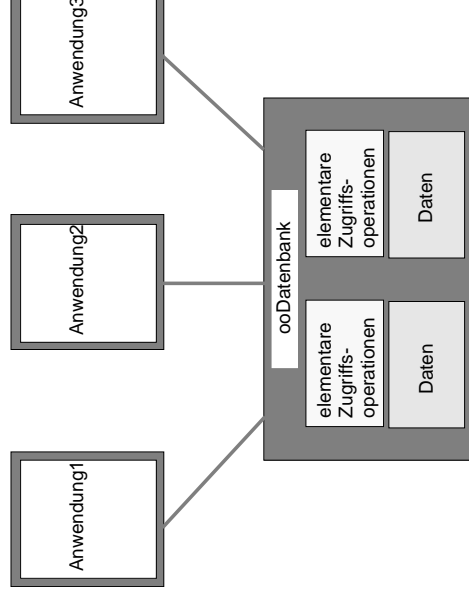 Anwendung1
Anwendung2
Anwendung3
ooDatenbank
elementare
Zugriffs-
operationen
Daten
elementare
Zugriffs-
operationen
Daten